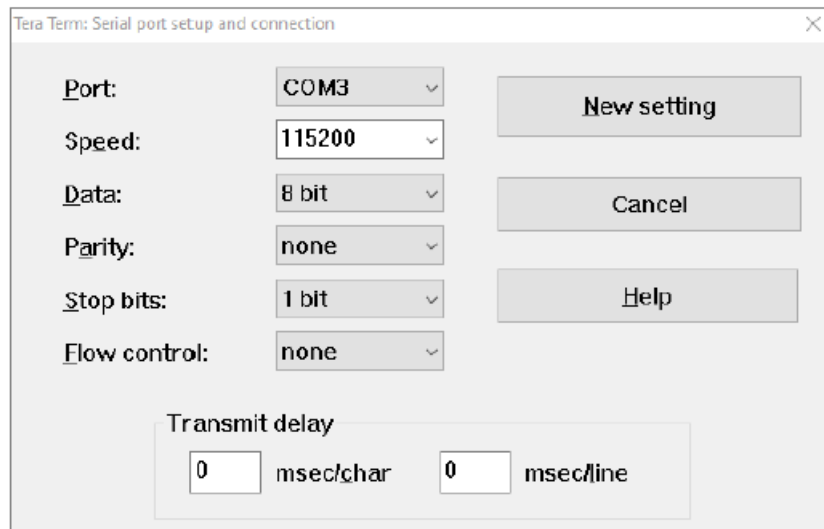 Tera Term: Serial port setup and connection
Port: COM3
New setting
Speed: 115200
Data: 8 bit
Cancel
Parity: none
Stop bits: 1 bit
Help
Flow control: none
Transmit delay
0 msec/char 0 msec/line